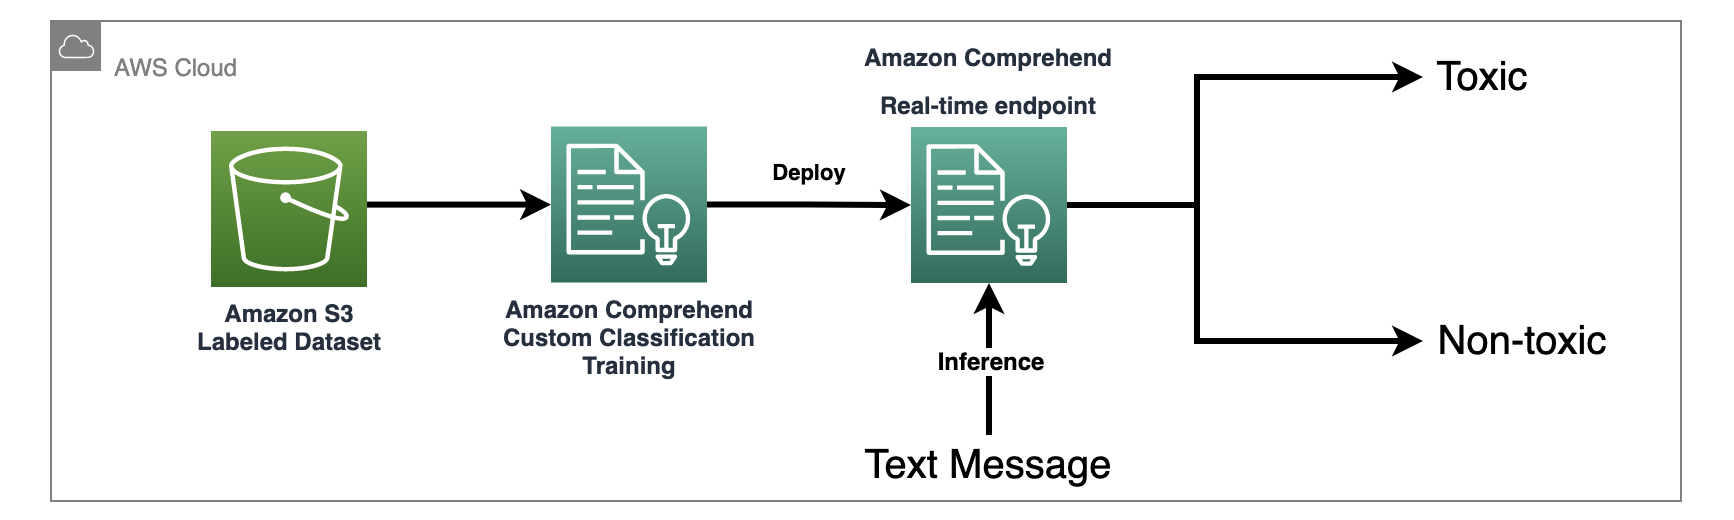 AWS Cloud
Amazon S3
Labeled Dataset
Amazon Comprehend
Custom Classification
Training
Deploy
Amazon Comprehend
Real-time endpoint
Inference
Text Message
Toxic
Non-toxic